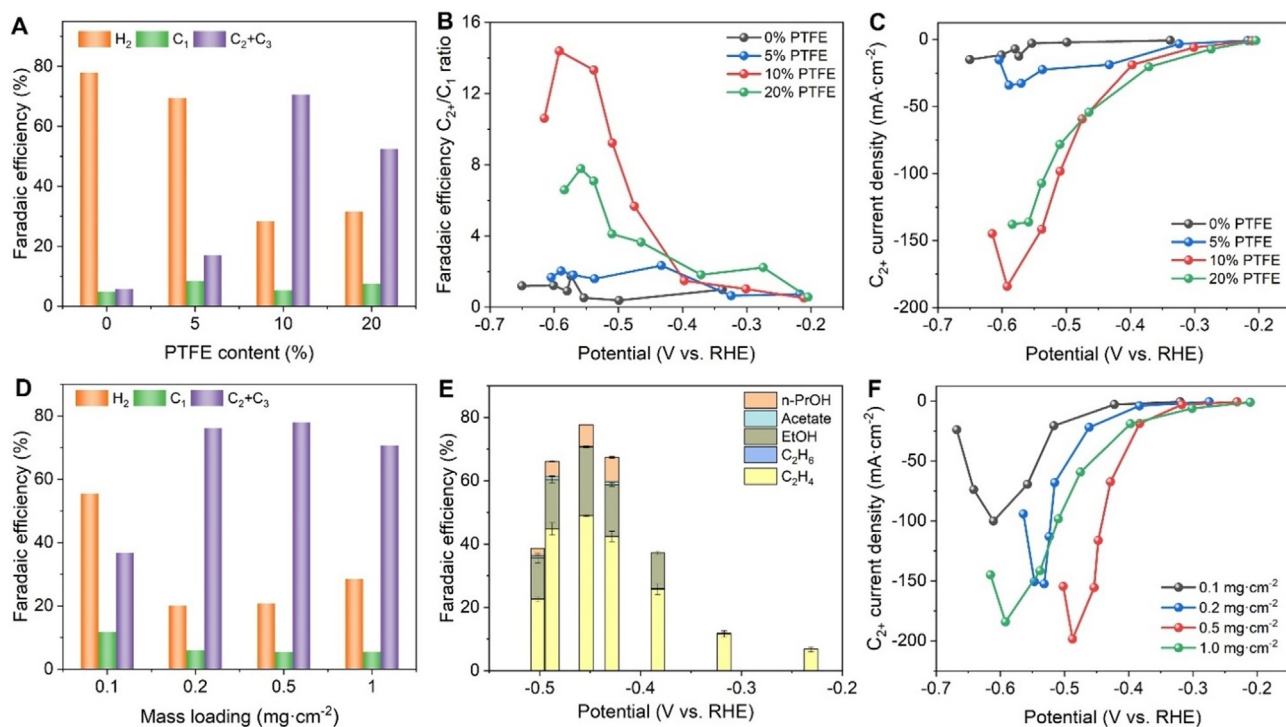 A
H₂ C₁ C₂+C₃
Faradaic efficiency (%)
80
60
40
20
0
0 5 10 20
PTFE content (%)
B
0% PTFE
5% PTFE
10% PTFE
20% PTFE
Faradaic efficiency C₂₊/C₁ ratio
16
12
8
4
0
-0.7 -0.6 -0.5 -0.4 -0.3 -0.2
Potential (V vs. RHE)
C
C₂₊ current density (mA·cm⁻²)
0
-50
-100
-150
-200
0% PTFE
5% PTFE
10% PTFE
20% PTFE
-0.7 -0.6 -0.5 -0.4 -0.3 -0.2
Potential (V vs. RHE)
D
H₂ C₁ C₂+C₃
Faradaic efficiency (%)
80
60
40
20
0
0.1 0.2 0.5 1
Mass loading (mg·cm⁻²)
E
n-PrOH
Acetate
EtOH
C₂H₆
C₂H₄
Faradaic efficiency (%)
80
60
40
20
0
-0.5 -0.4 -0.3 -0.2
Potential (V vs. RHE)
F
C₂₊ current density (mA·cm⁻²)
0
-50
-100
-150
-200
0.1 mg·cm⁻²
0.2 mg·cm⁻²
0.5 mg·cm⁻²
1.0 mg·cm⁻²
-0.7 -0.6 -0.5 -0.4 -0.3 -0.2
Potential (V vs. RHE)